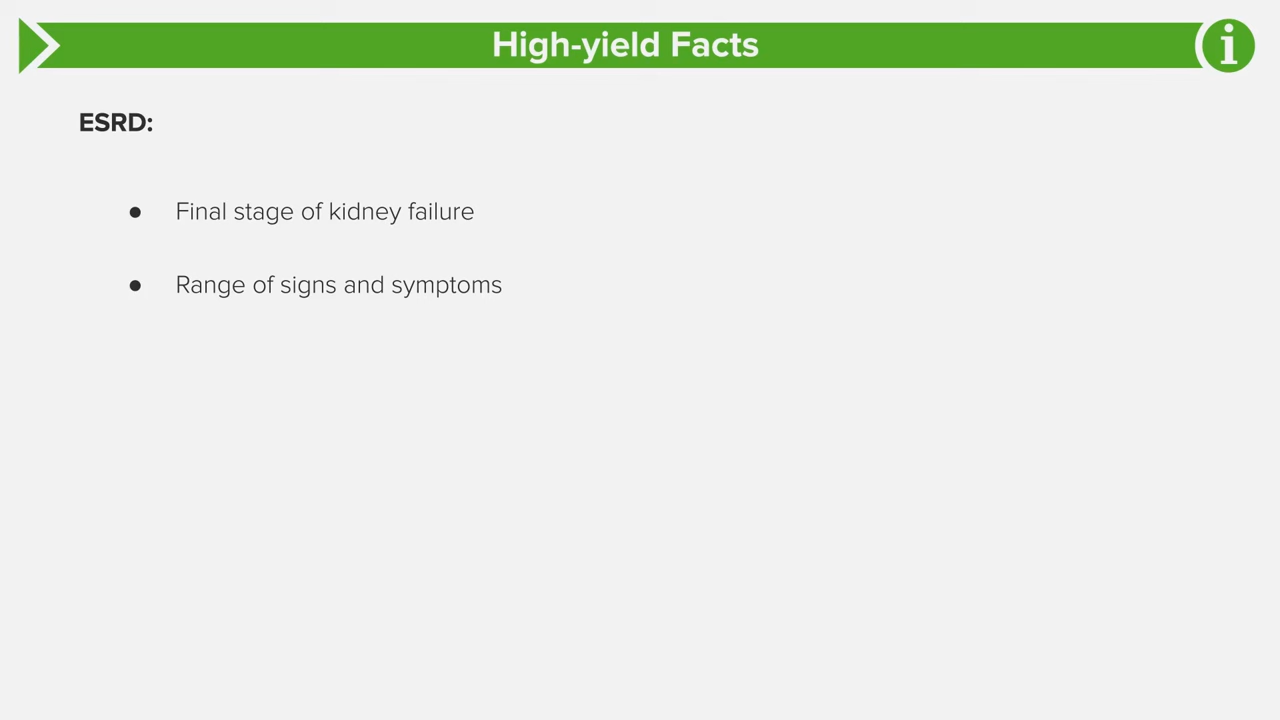 High-yield Facts
ESRD:
● Final stage of kidney failure
● Range of signs and symptoms